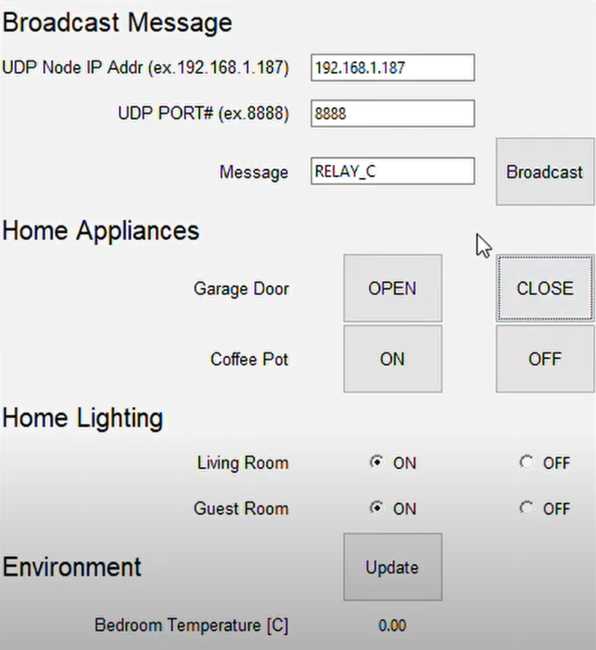 Broadcast Message
UDP Node IP Addr (ex.192.168.1.187) 192.168.1.187
UDP PORT# (ex.8888) 8888
Message RELAY_C Broadcast
Home Appliances
Garage Door OPEN CLOSE
Coffee Pot ON OFF
Home Lighting
Living Room ON OFF
Guest Room ON OFF
Environment Update
Bedroom Temperature [C] 0.00